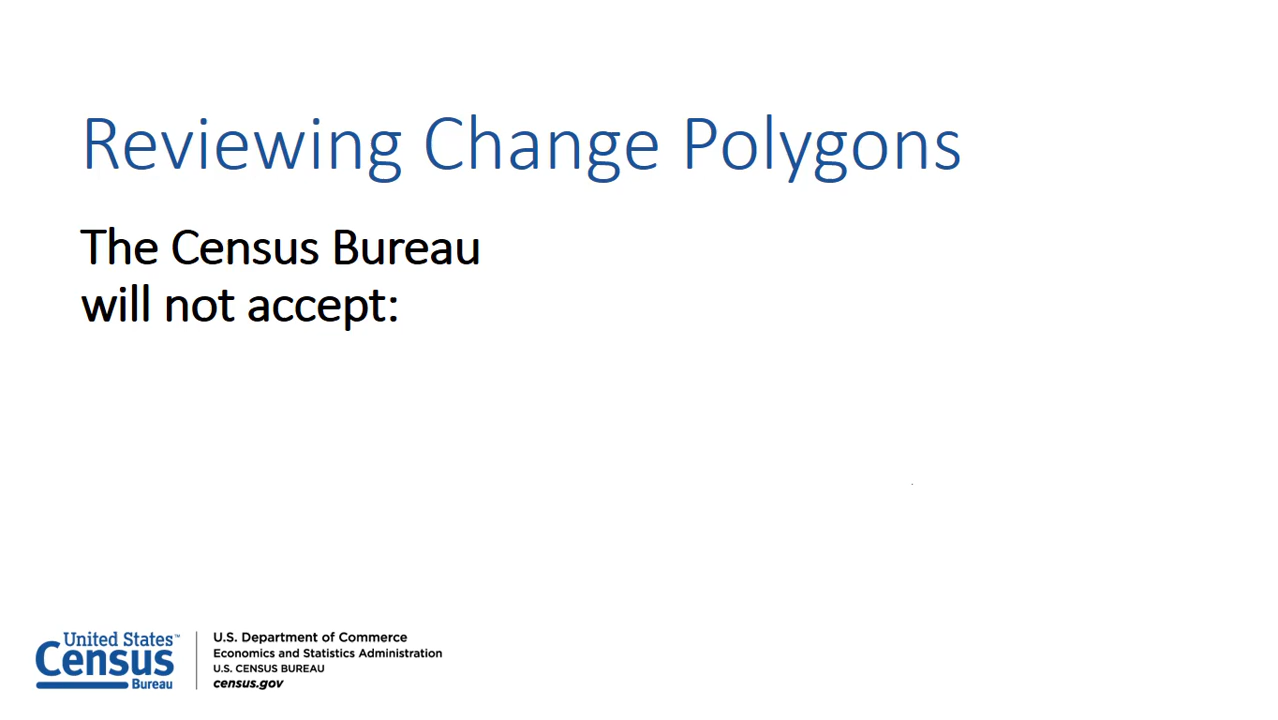 Reviewing Change Polygons
The Census Bureau
will not accept:
United States™
Census
Bureau
U.S. Department of Commerce
Economics and Statistics Administration
U.S. CENSUS BUREAU
census.gov